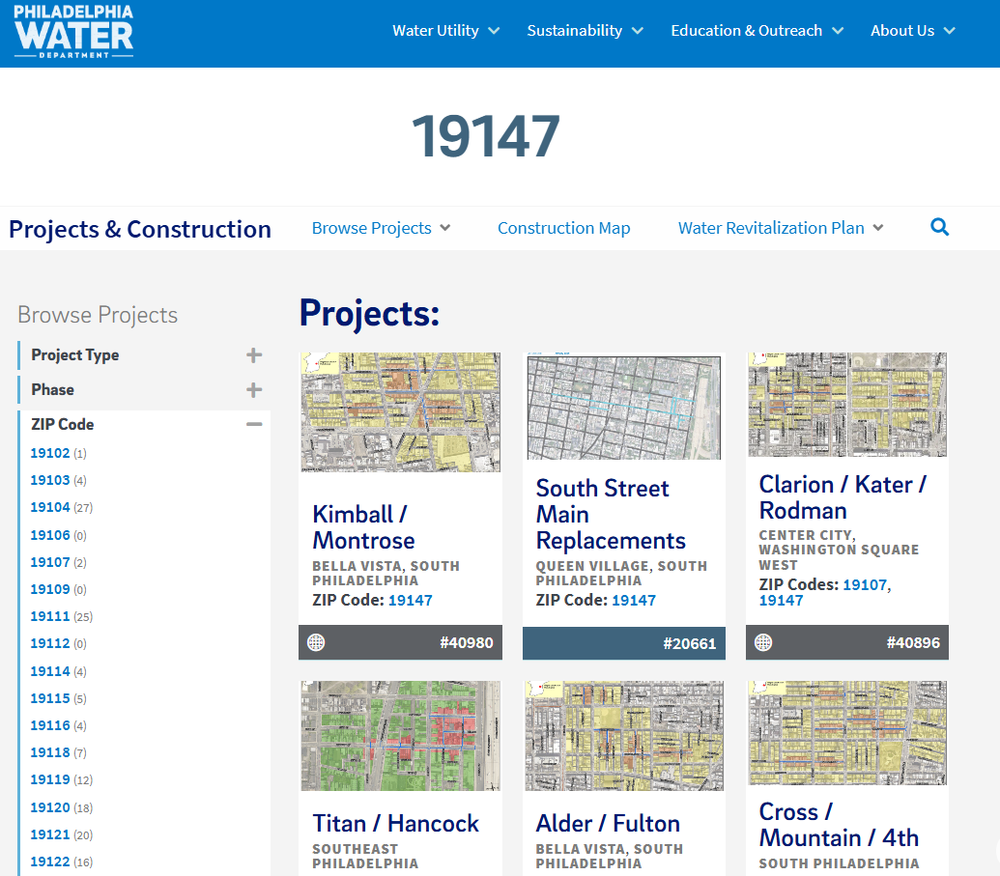 PHILADELPHIA
WATER
DEPARTMENT
Water Utility
Sustainability
Education & Outreach
About Us
19147
Projects & Construction
Browse Projects
Construction Map
Water Revitalization Plan
Browse Projects
Project Type
Phase
ZIP Code
19102 (1)
19103 (4)
19104 (27)
19106 (0)
19107 (2)
19109 (0)
19111 (25)
19112 (0)
19114 (4)
19115 (5)
19116 (4)
19118 (7)
19119 (12)
19120 (18)
19121 (20)
19122 (16)
Projects:
Kimball /
Montrose
BELLA VISTA, SOUTH
PHILADELPHIA
ZIP Code: 19147
#40980
South Street
Main
Replacements
QUEEN VILLAGE, SOUTH
PHILADELPHIA
ZIP Code: 19147
#20661
Clarion / Kater /
Rodman
CENTER CITY,
WASHINGTON SQUARE
WEST
ZIP Codes: 19107,
19147
#40896
Titan / Hancock
SOUTHEAST
PHILADELPHIA
Alder / Fulton
BELLA VISTA, SOUTH
PHILADELPHIA
Cross /
Mountain / 4th
SOUTH PHILADELPHIA